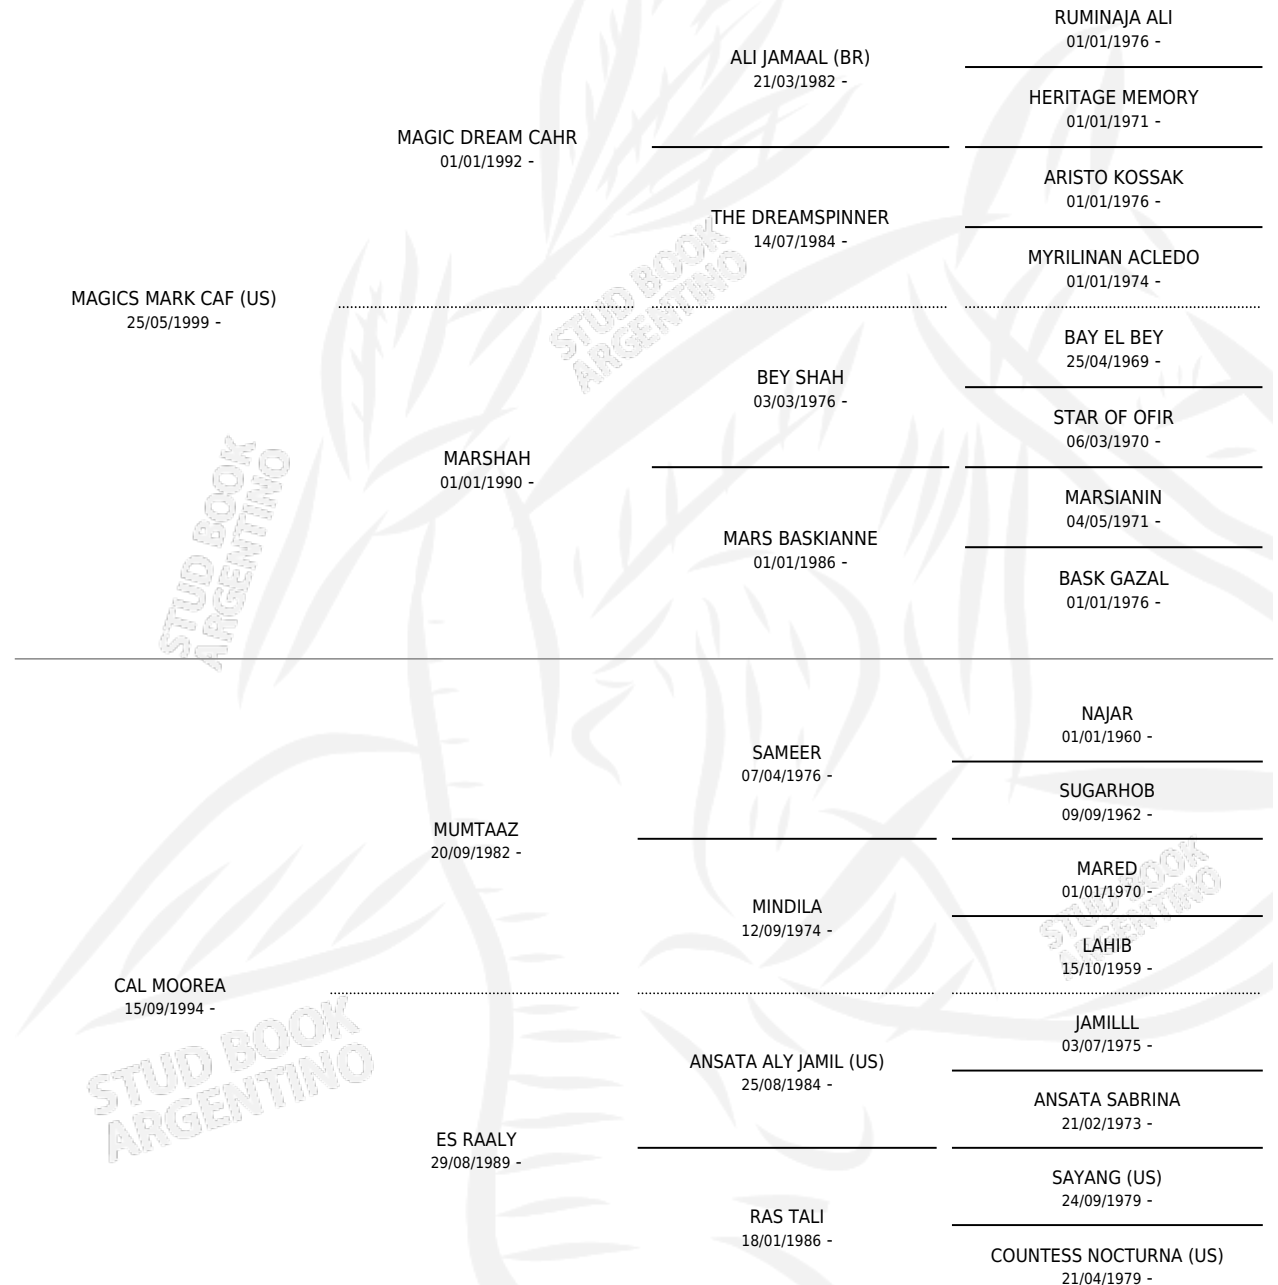 RUMINAJA ALI
01/01/1976 -
ALI JAMAAL (BR)
21/03/1982 -
HERITAGE MEMORY
01/01/1971 -
MAGIC DREAM CAHR
01/01/1992 -
ARISTO KOSSAK
01/01/1976 -
THE DREAMSPINNER
14/07/1984 -
MYRILINAN ACLEDO
01/01/1974 -
MAGICS MARK CAF (US)
25/05/1999 -
STUD BOOK
ARGENTINO
BAY EL BEY
25/04/1969 -
BEY SHAH
03/03/1976 -
STAR OF OFIR
06/03/1970 -
MARSHAH
01/01/1990 -
MARSIANIN
04/05/1971 -
MARS BASKIANNE
01/01/1986 -
BASK GAZAL
01/01/1976 -
STUD BOOK
ARGENTINO
NAJAR
01/01/1960 -
SAMEER
07/04/1976 -
SUGARHOB
09/09/1962 -
MUMTAAZ
20/09/1982 -
MARED
01/01/1970 -
MINDILA
12/09/1974 -
LAHIB
15/10/1959 -
STUD BOOK
ARGENTINO
CAL MOOREA
15/09/1994 -
STUD BOOK
ARGENTINO
JAMILLL
03/07/1975 -
ANSATA ALY JAMIL (US)
25/08/1984 -
ANSATA SABRINA
21/02/1973 -
ES RAALY
29/08/1989 -
SAYANG (US)
24/09/1979 -
RAS TALI
18/01/1986 -
COUNTESS NOCTURNA (US)
21/04/1979 -